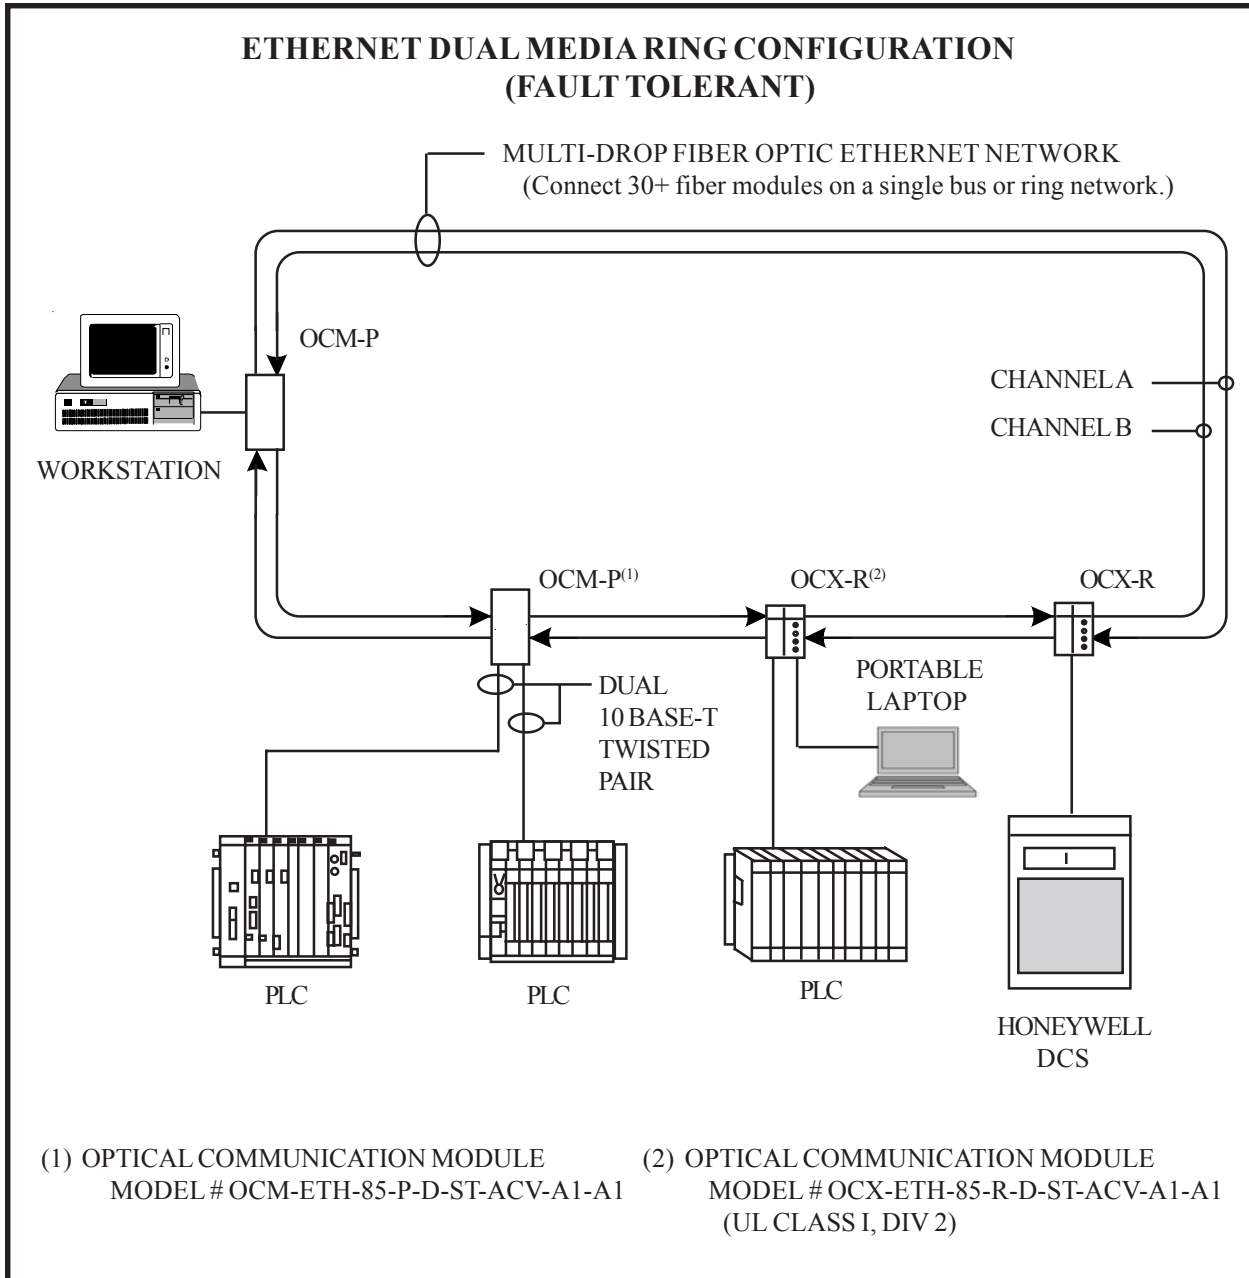 ETHERNET DUAL MEDIA RING CONFIGURATION
(FAULT TOLERANT)
MULTI-DROP FIBER OPTIC ETHERNET NETWORK
(Connect 30+ fiber modules on a single bus or ring network.)
OCM-P
CHANNEL A
CHANNEL B
WORKSTATION
OCM-P(1)
OCX-R(2)
OCX-R
DUAL
10 BASE-T
TWISTED
PAIR
PORTABLE
LAPTOP
PLC
PLC
PLC
HONEYWELL
DCS
(1) OPTICAL COMMUNICATION MODULE
MODEL # OCM-ETH-85-P-D-ST-ACV-A1-A1
(2) OPTICAL COMMUNICATION MODULE
MODEL # OCX-ETH-85-R-D-ST-ACV-A1-A1
(UL CLASS I, DIV 2)